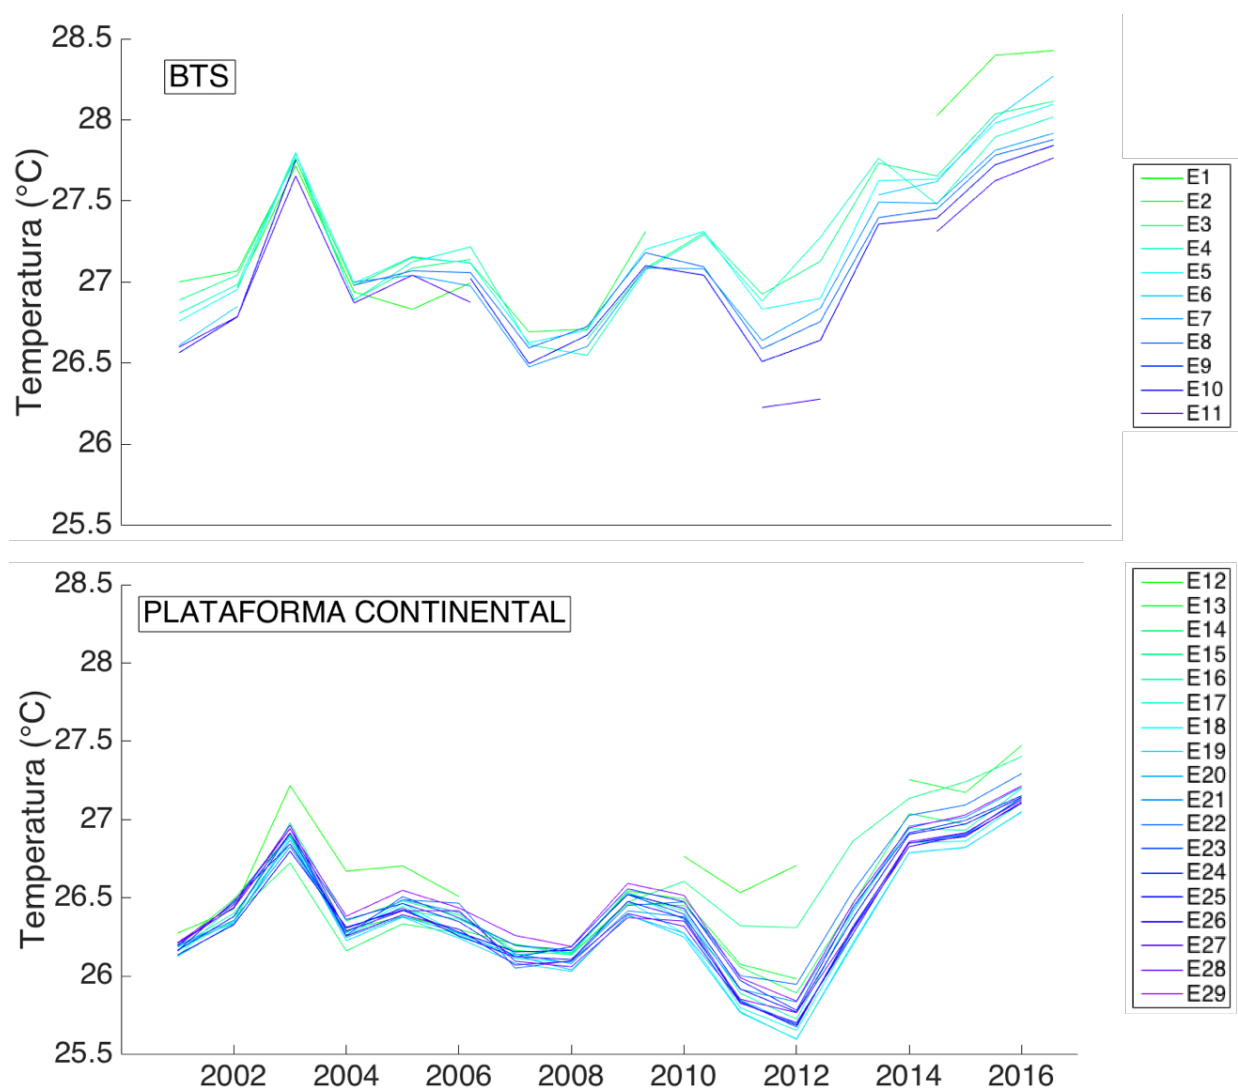 28.5
BTS
28
27.5
27
26.5
26
25.5
Temperatura (°C)
E1
E2
E3
E4
E5
E6
E7
E8
E9
E10
E11
28.5
PLATAFORMA CONTINENTAL
28
27.5
27
26.5
26
25.5
Temperatura (°C)
2002 2004 2006 2008 2010 2012 2014 2016
E12
E13
E14
E15
E16
E17
E18
E19
E20
E21
E22
E23
E24
E25
E26
E27
E28
E29